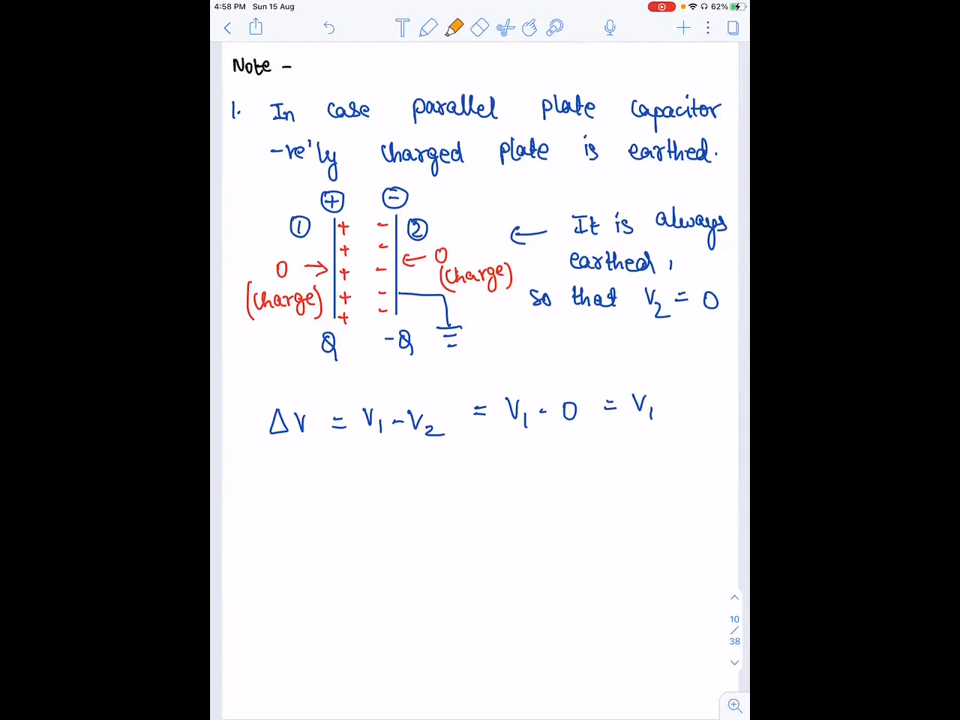 4:58 PM Sun 15 Aug
62%
T
Note -
1. In case parallel plate capacitor
-ve'ly charged plate is earthed.
+ -
1 + - 2
+ -
0 → + - ← 0
(charge) + - (charge)
+ -
Q -Q
← It is always
earthed,
so that V₂ = 0
ΔV = V₁ - V₂ = V₁ - 0 = V₁
10
/
38